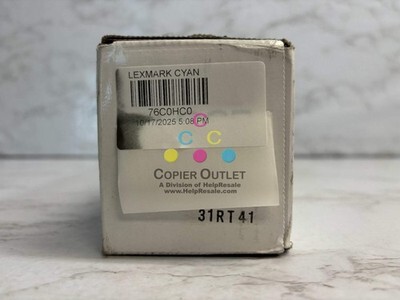 LEXMARK CYAN
76C0HC0
10/17/2025 5:08 PM
C
C C
COPIER OUTLET
A Division of HelpResale
www.HelpResale.com
31RT41